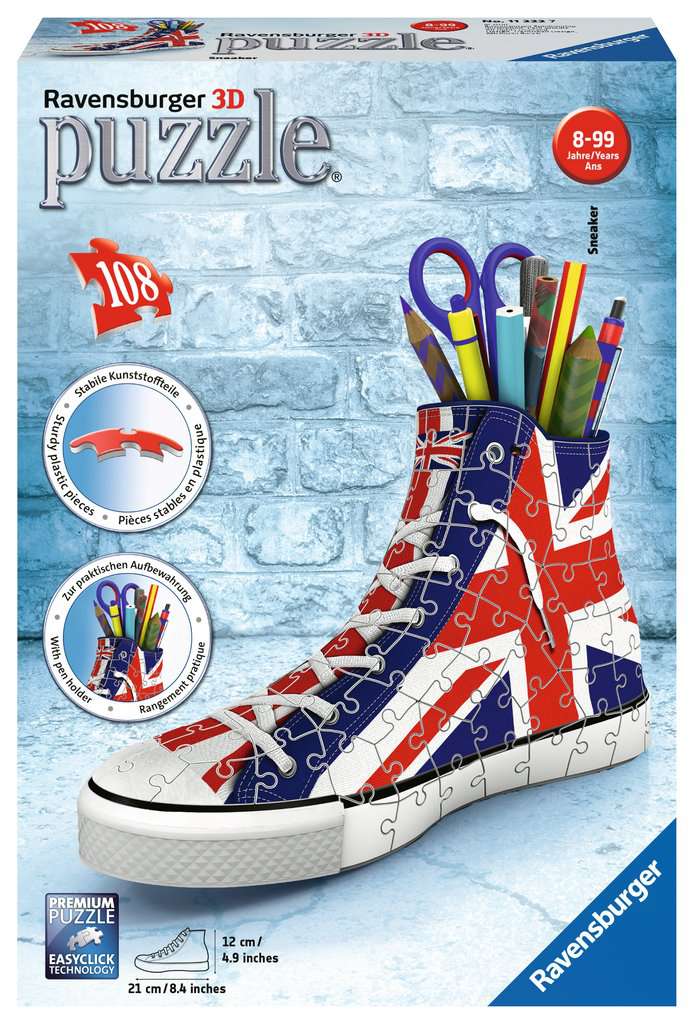 108
Ravensburger 3D
puzzle
Sneaker
8-99
No. 11 222 7
Ravensburger
Ravensburger 3D
puzzle®
8-99
Jahre/Years
Ans
Sneaker
108
Stabile Kunststoffteile
Sturdy plastic pieces
Pièces stables en plastique
Zur praktischen Aufbewahrung
With pen holder
Rangement pratique
PREMIUM
PUZZLE
EASYCLICK
TECHNOLOGY
12 cm /
4.9 inches
21 cm/8.4 inches
Ravensburger